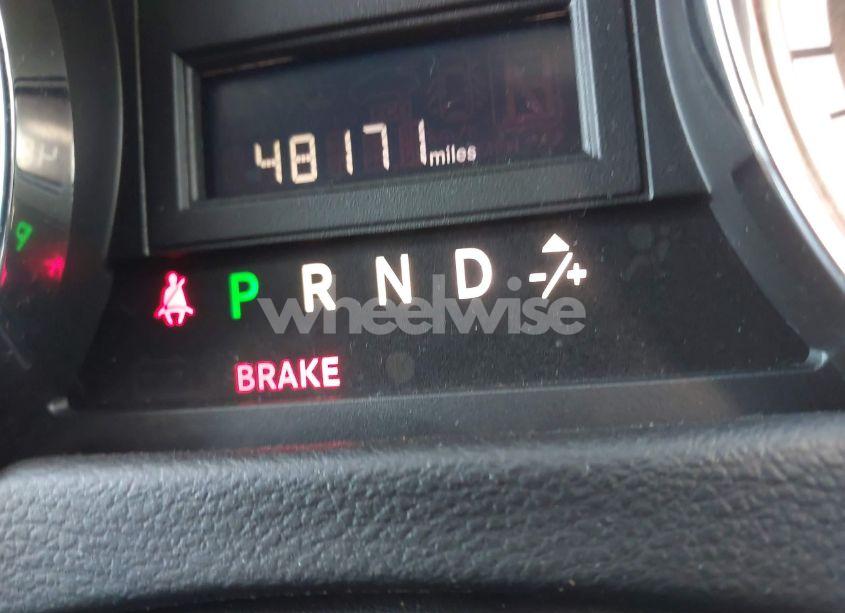 48171 miles
P R N D -/+
wheelwise
BRAKE